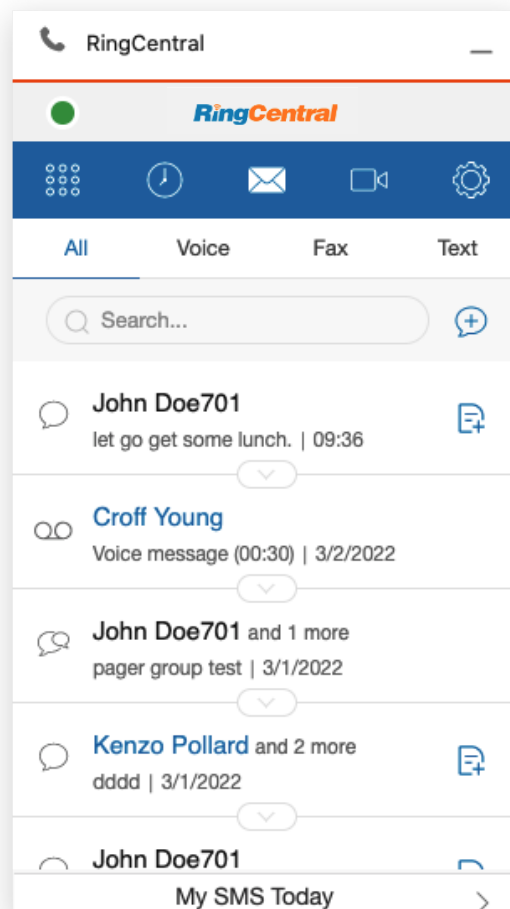 RingCentral
RingCentral
All Voice Fax Text
Search...
John Doe701
let go get some lunch. | 09:36
Croff Young
Voice message (00:30) | 3/2/2022
John Doe701 and 1 more
pager group test | 3/1/2022
Kenzo Pollard and 2 more
dddd | 3/1/2022
John Doe701
My SMS Today